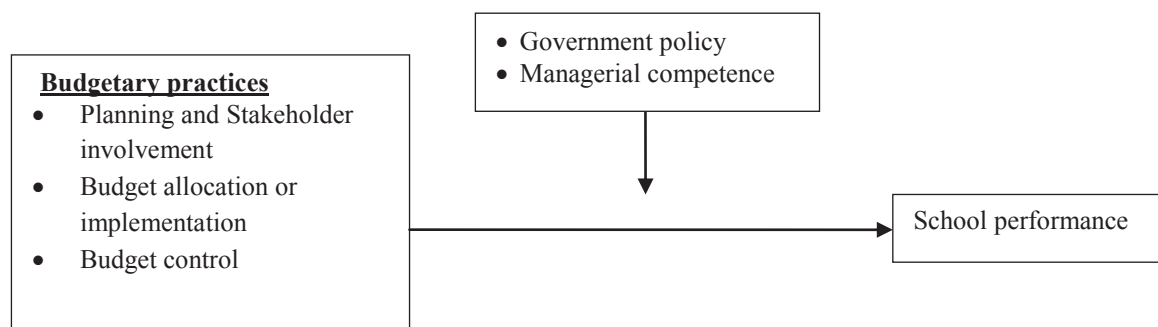 • Government policy
• Managerial competence
Budgetary practices
• Planning and Stakeholder
involvement
• Budget allocation or
implementation
• Budget control
School performance